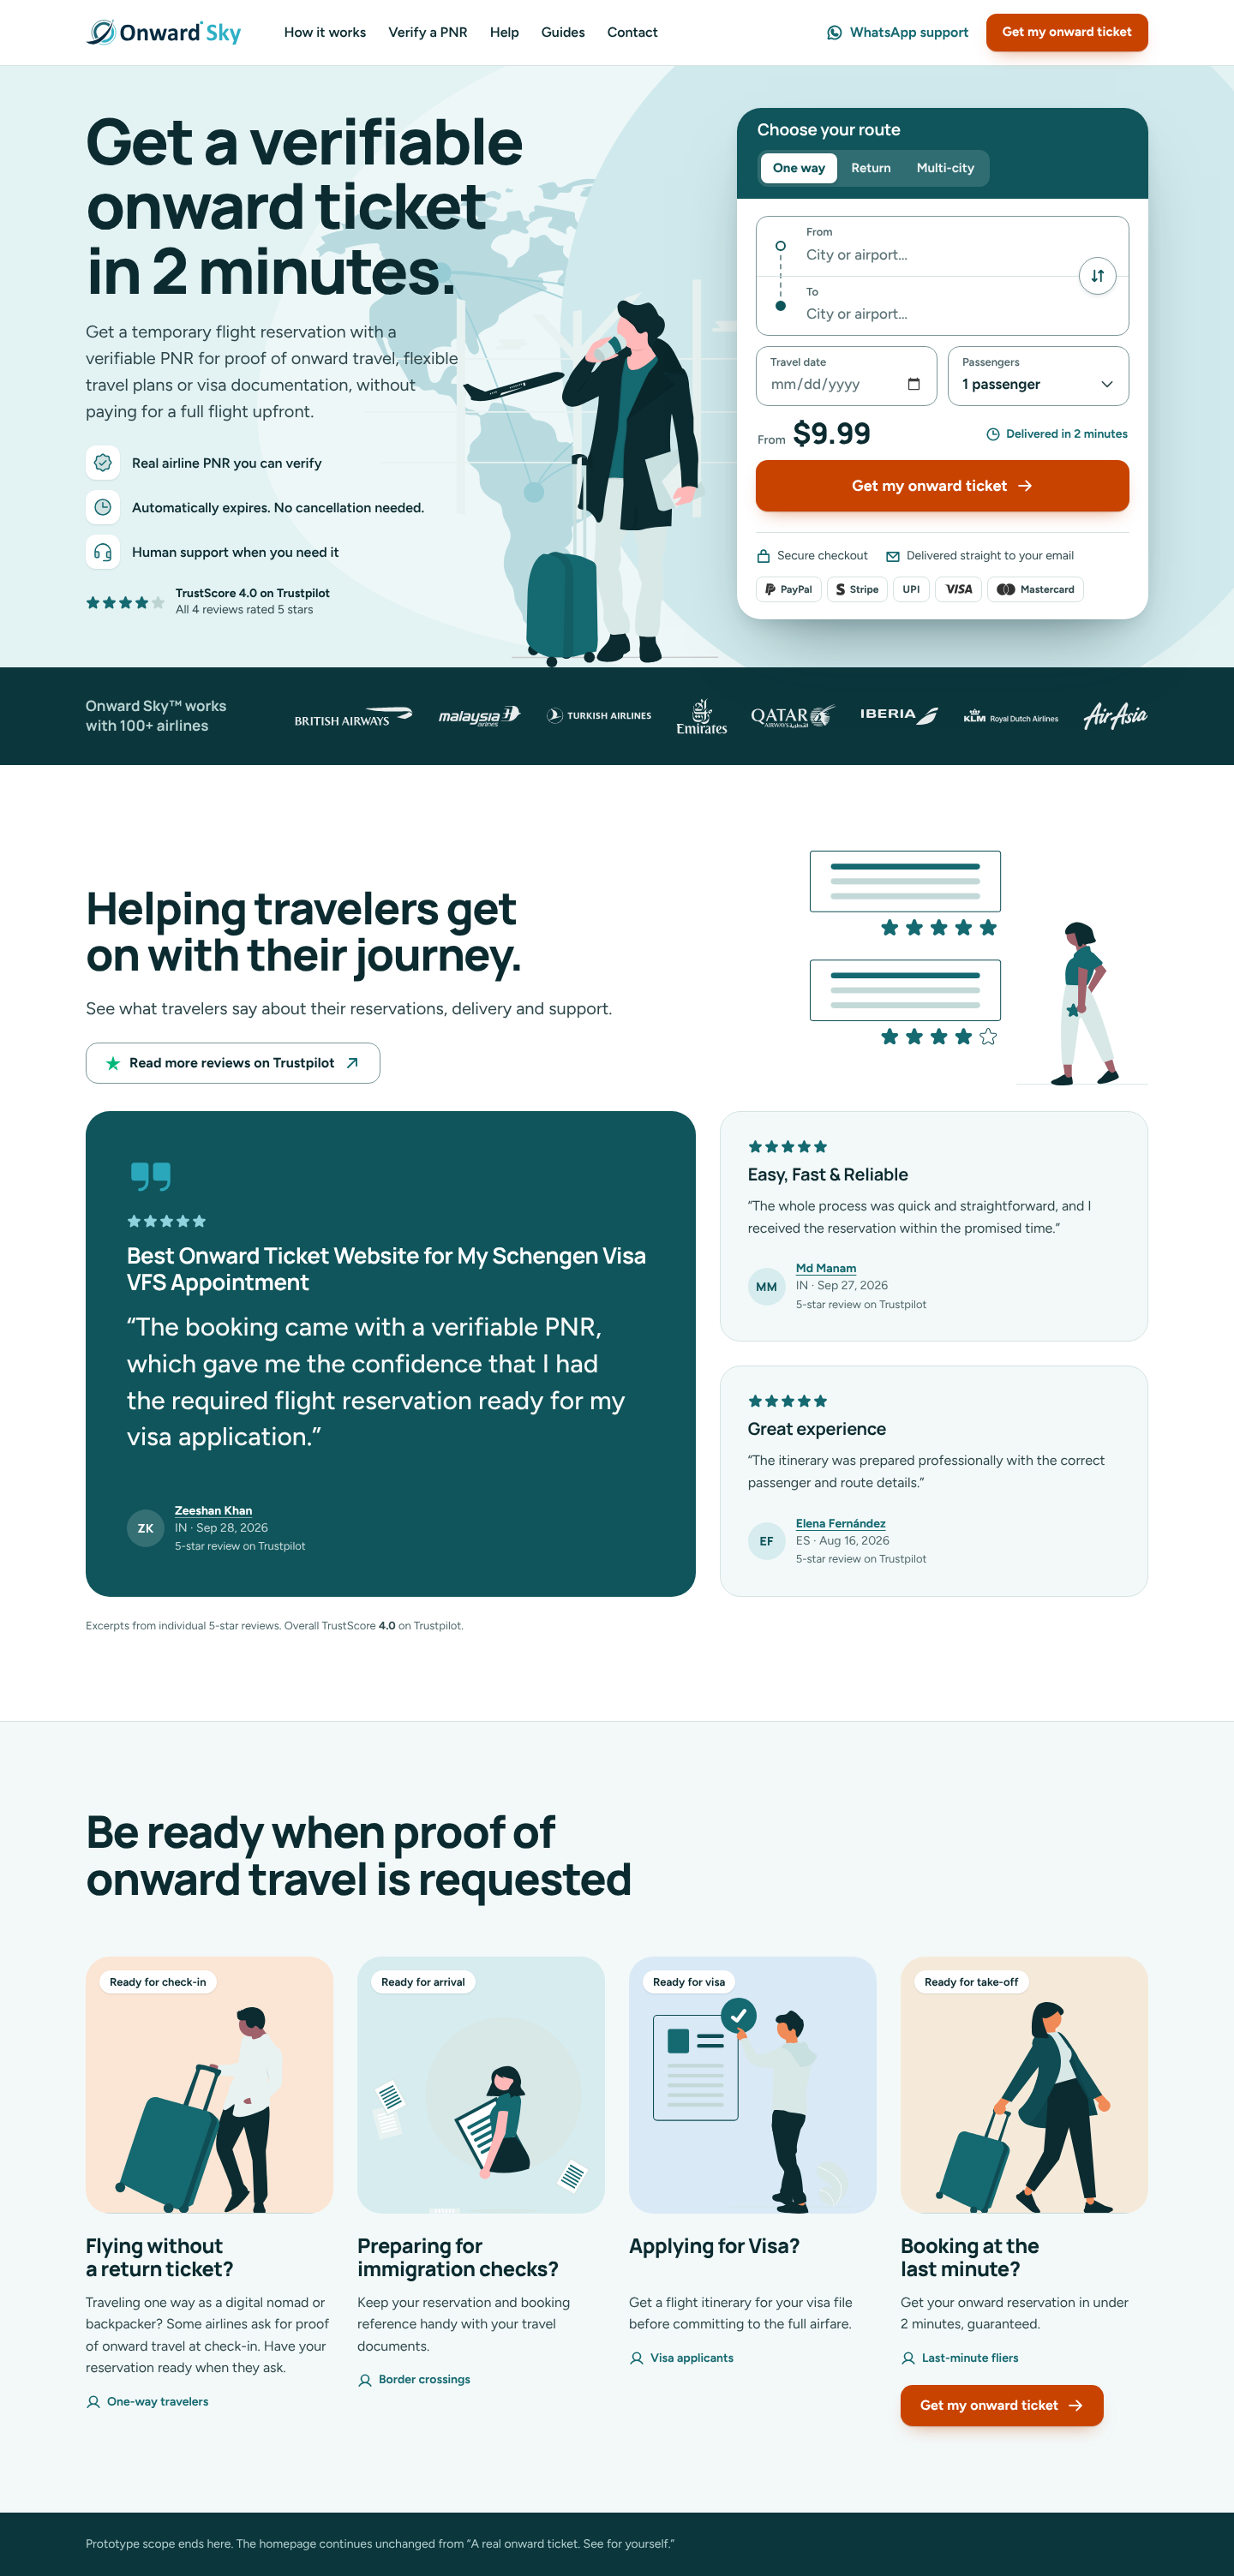 Onward Sky
How it works
Verify a PNR
Help
Guides
Contact
WhatsApp support
Get my onward ticket
Get a verifiable
onward ticket
in 2 minutes.
Get a temporary flight reservation with a
verifiable PNR for proof of onward travel, flexible
travel plans or visa documentation, without
paying for a full flight upfront.
Real airline PNR you can verify
Automatically expires. No cancellation needed.
Human support when you need it
TrustScore 4.0 on Trustpilot
All 4 reviews rated 5 stars
Choose your route
One way
Return
Multi-city
From
City or airport...
To
City or airport...
Travel date
mm/dd/yyyy
Passengers
1 passenger
From $9.99
Delivered in 2 minutes
Get my onward ticket
Secure checkout
Delivered straight to your email
PayPal
Stripe
UPI
VISA
Mastercard
Onward Sky™ works
with 100+ airlines
BRITISH AIRWAYS
malaysia
airlines
TURKISH AIRLINES
Emirates
QATAR
AIRWAYS القطرية
IBERIA
KLM Royal Dutch Airlines
AirAsia
Helping travelers get
on with their journey.
See what travelers say about their reservations, delivery and support.
Read more reviews on Trustpilot
Best Onward Ticket Website for My Schengen Visa
VFS Appointment
“The booking came with a verifiable PNR,
which gave me the confidence that I had
the required flight reservation ready for my
visa application.”
ZK
Zeeshan Khan
IN · Sep 28, 2026
5-star review on Trustpilot
Easy, Fast & Reliable
“The whole process was quick and straightforward, and I
received the reservation within the promised time.”
MM
Md Manam
IN · Sep 27, 2026
5-star review on Trustpilot
Great experience
“The itinerary was prepared professionally with the correct
passenger and route details.”
EF
Elena Fernández
ES · Aug 16, 2026
5-star review on Trustpilot
Excerpts from individual 5-star reviews. Overall TrustScore 4.0 on Trustpilot.
Be ready when proof of
onward travel is requested
Ready for check-in
Flying without
a return ticket?
Traveling one way as a digital nomad or
backpacker? Some airlines ask for proof
of onward travel at check-in. Have your
reservation ready when they ask.
One-way travelers
Ready for arrival
Preparing for
immigration checks?
Keep your reservation and booking
reference handy with your travel
documents.
Border crossings
Ready for visa
Applying for Visa?
Get a flight itinerary for your visa file
before committing to the full airfare.
Visa applicants
Ready for take-off
Booking at the
last minute?
Get your onward reservation in under
2 minutes, guaranteed.
Last-minute fliers
Get my onward ticket
Prototype scope ends here. The homepage continues unchanged from “A real onward ticket. See for yourself.”